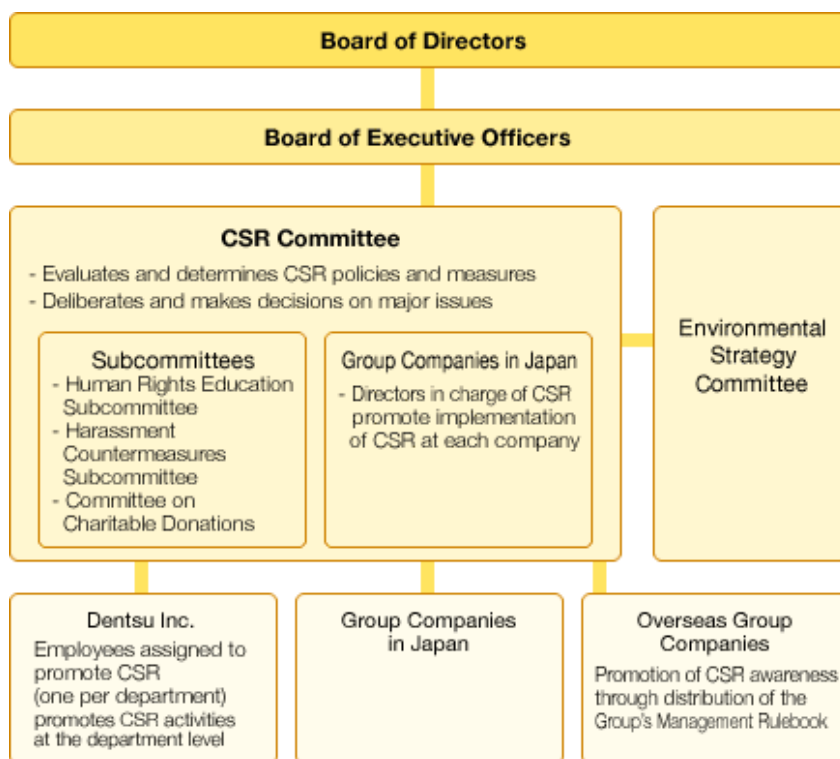 Board of Directors
Board of Executive Officers
CSR Committee
- Evaluates and determines CSR policies and measures
- Deliberates and makes decisions on major issues
Subcommittees
- Human Rights Education
Subcommittee
- Harassment
Countermeasures
Subcommittee
- Committee on
Charitable Donations
Group Companies in Japan
- Directors in charge of CSR
promote implementation
of CSR at each company
Environmental
Strategy
Committee
Dentsu Inc.
Employees assigned to
promote CSR
(one per department)
promotes CSR activities
at the department level
Group Companies
in Japan
Overseas Group
Companies
Promotion of CSR awareness
through distribution of the
Group's Management Rulebook